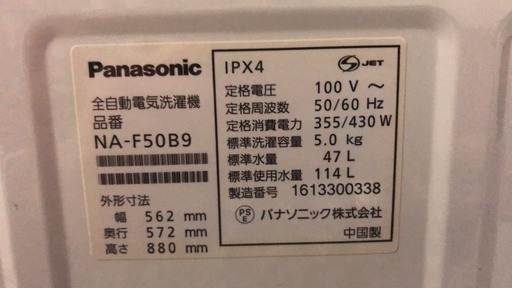 Panasonic
全自動電気洗濯機
品番
NA-F50B9
外形寸法
幅 562 mm
奥行 572 mm
高さ 880 mm
IPX4
S JET
定格電圧 100 V ～
定格周波数 50/60 Hz
定格消費電力 355/430 W
標準洗濯容量 5.0 kg
標準水量 47 L
標準使用水量 114 L
製造番号 1613300338
PSE パナソニック株式会社
中国製